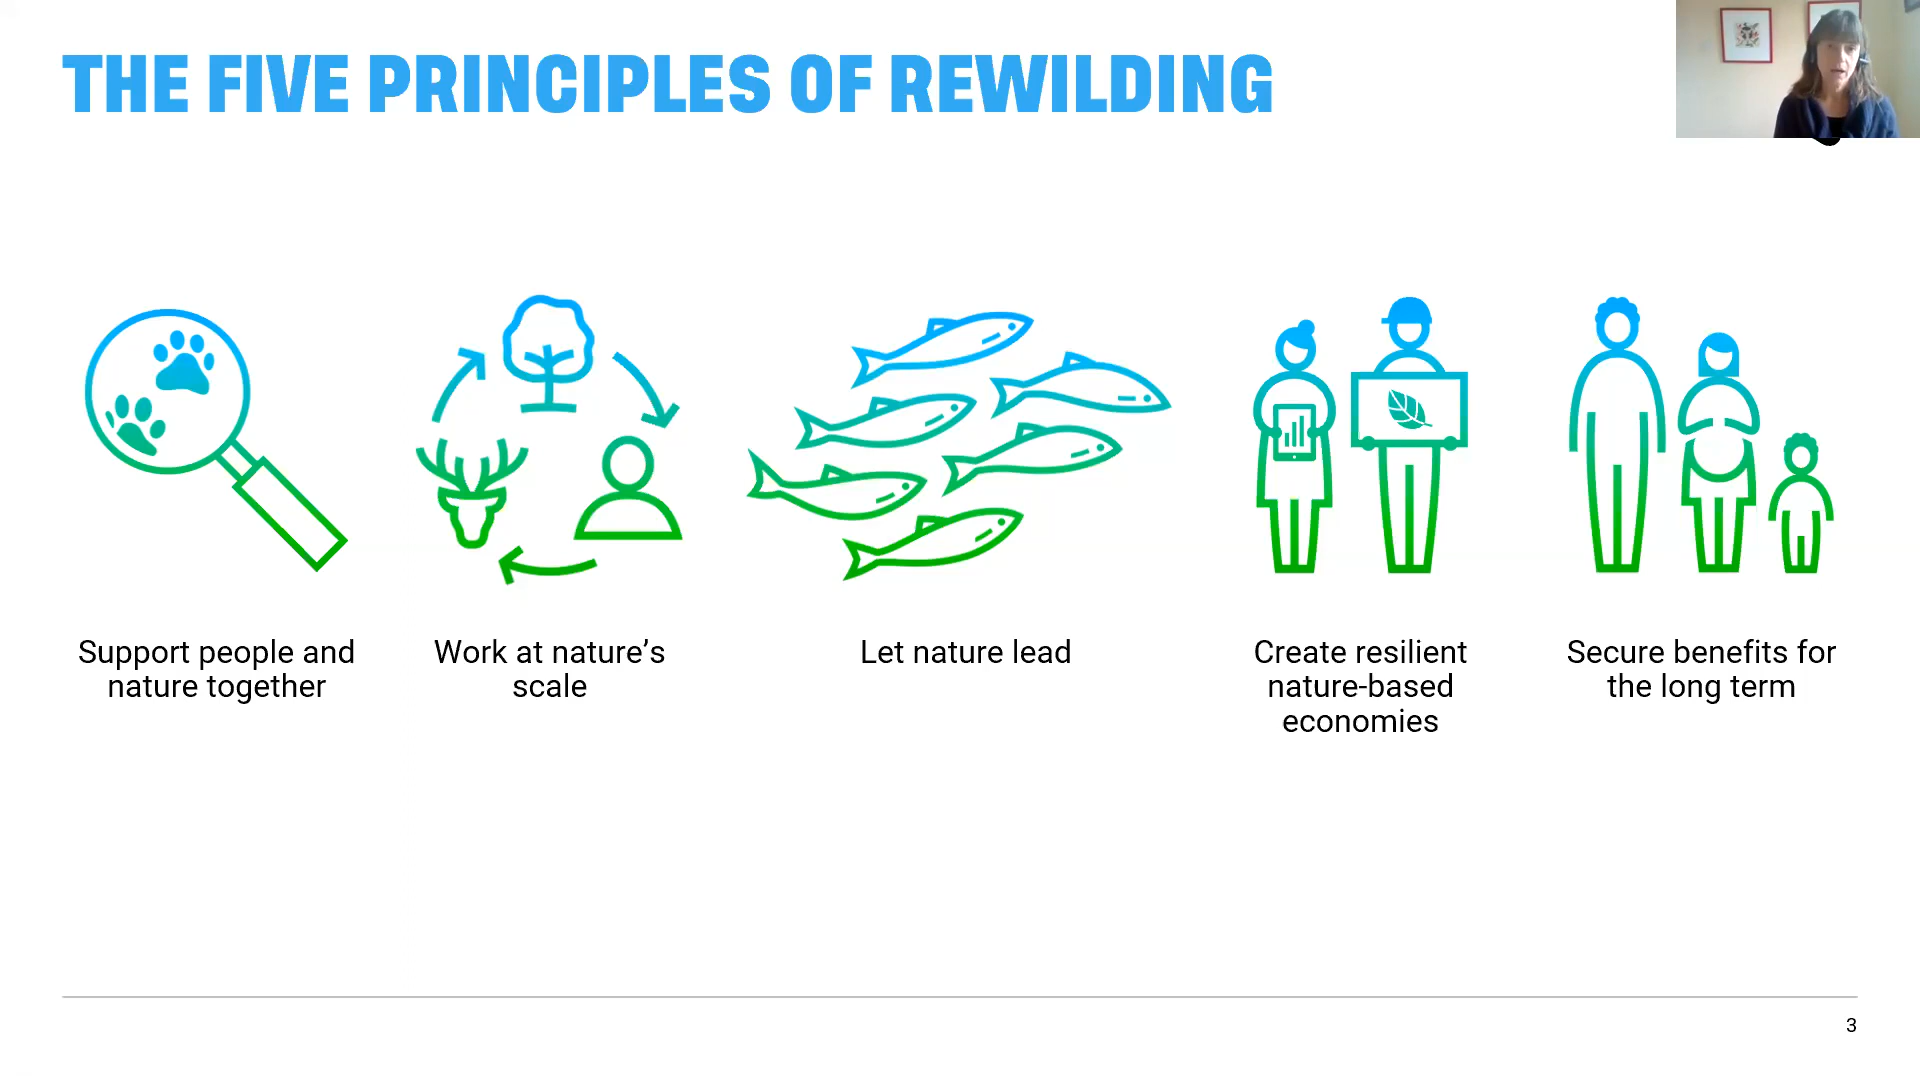 THE FIVE PRINCIPLES OF REWILDING
Support people and
nature together
Work at nature’s
scale
Let nature lead
Create resilient
nature-based
economies
Secure benefits for
the long term
3